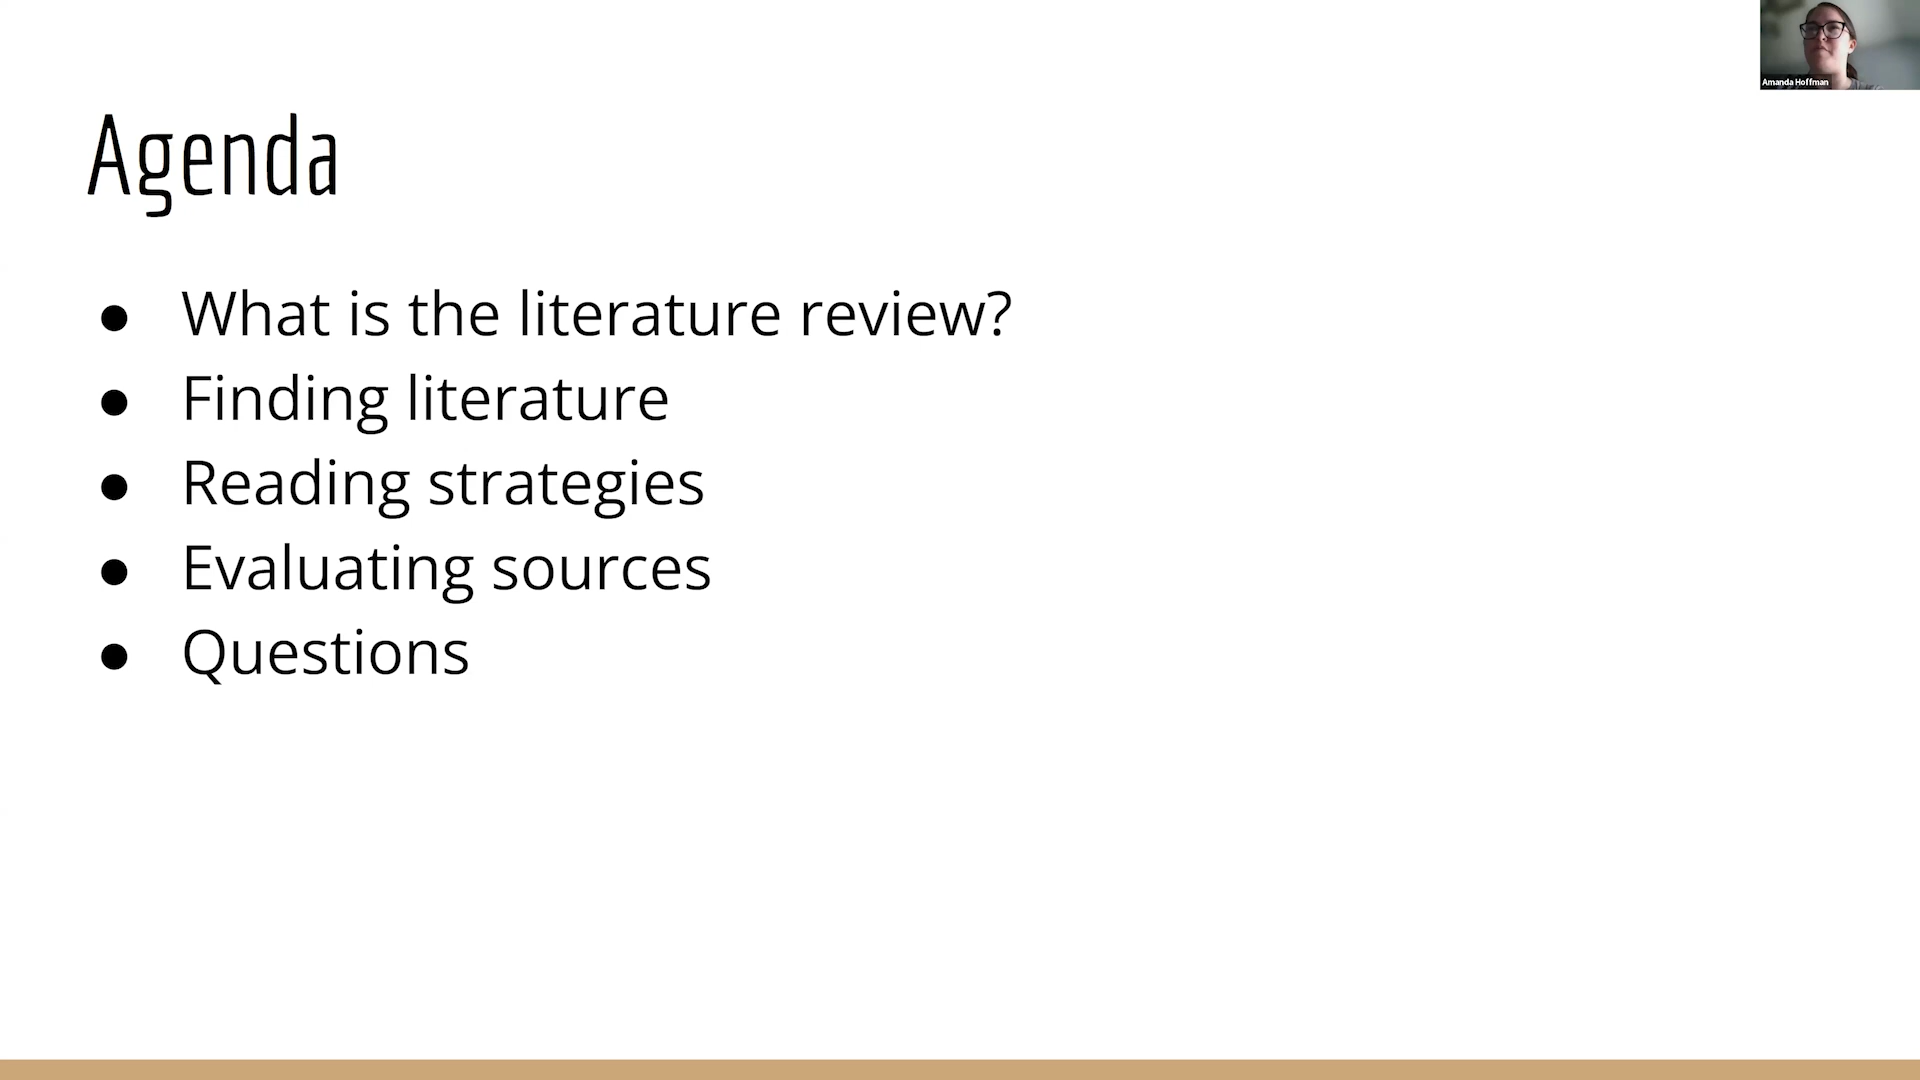 Amanda Hoffman
Agenda
● What is the literature review?
● Finding literature
● Reading strategies
● Evaluating sources
● Questions